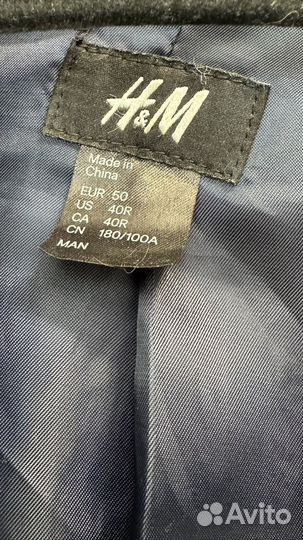 H&M
Made in
China
EUR 50
US 40R
CA 40R
CN 180/100A
MAN
Avito